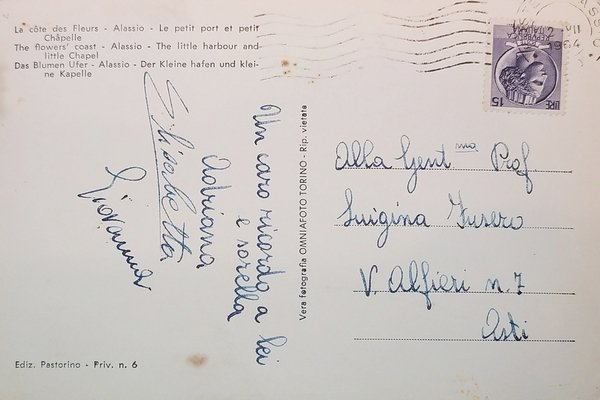 La côte des Fleurs - Alassio - Le petit port et petit
Châpelle
The flowers' coast - Alassio - The little harbour and
little Chapel
Das Blumen Ufer - Alassio - Der Kleine hafen und klei-
ne Kapelle
Un caro ricordo a lei
e sorella
Adriana
Elisabetta
Giovanna
Vera fotografia OMNIAFOTO TORINO - Rip. vietata
1964
LIRE 15
Alla Gent ma Prof
Luigina Fusero
V. Alfieri n. 7
Asti
Ediz. Pastorino - Priv. n. 6